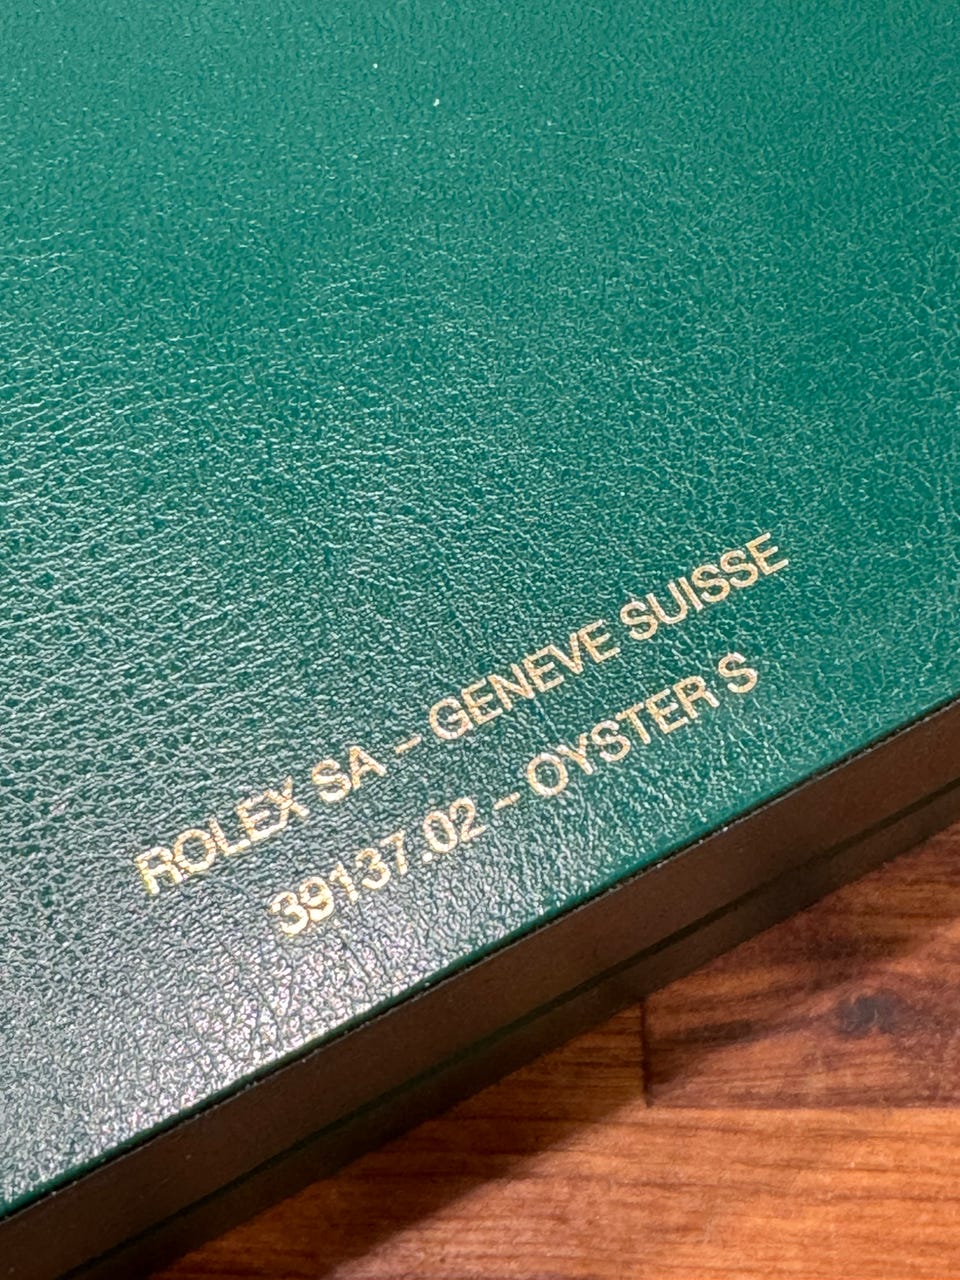 ROLEX SA – GENEVE SUISSE
39137.02 – OYSTER S